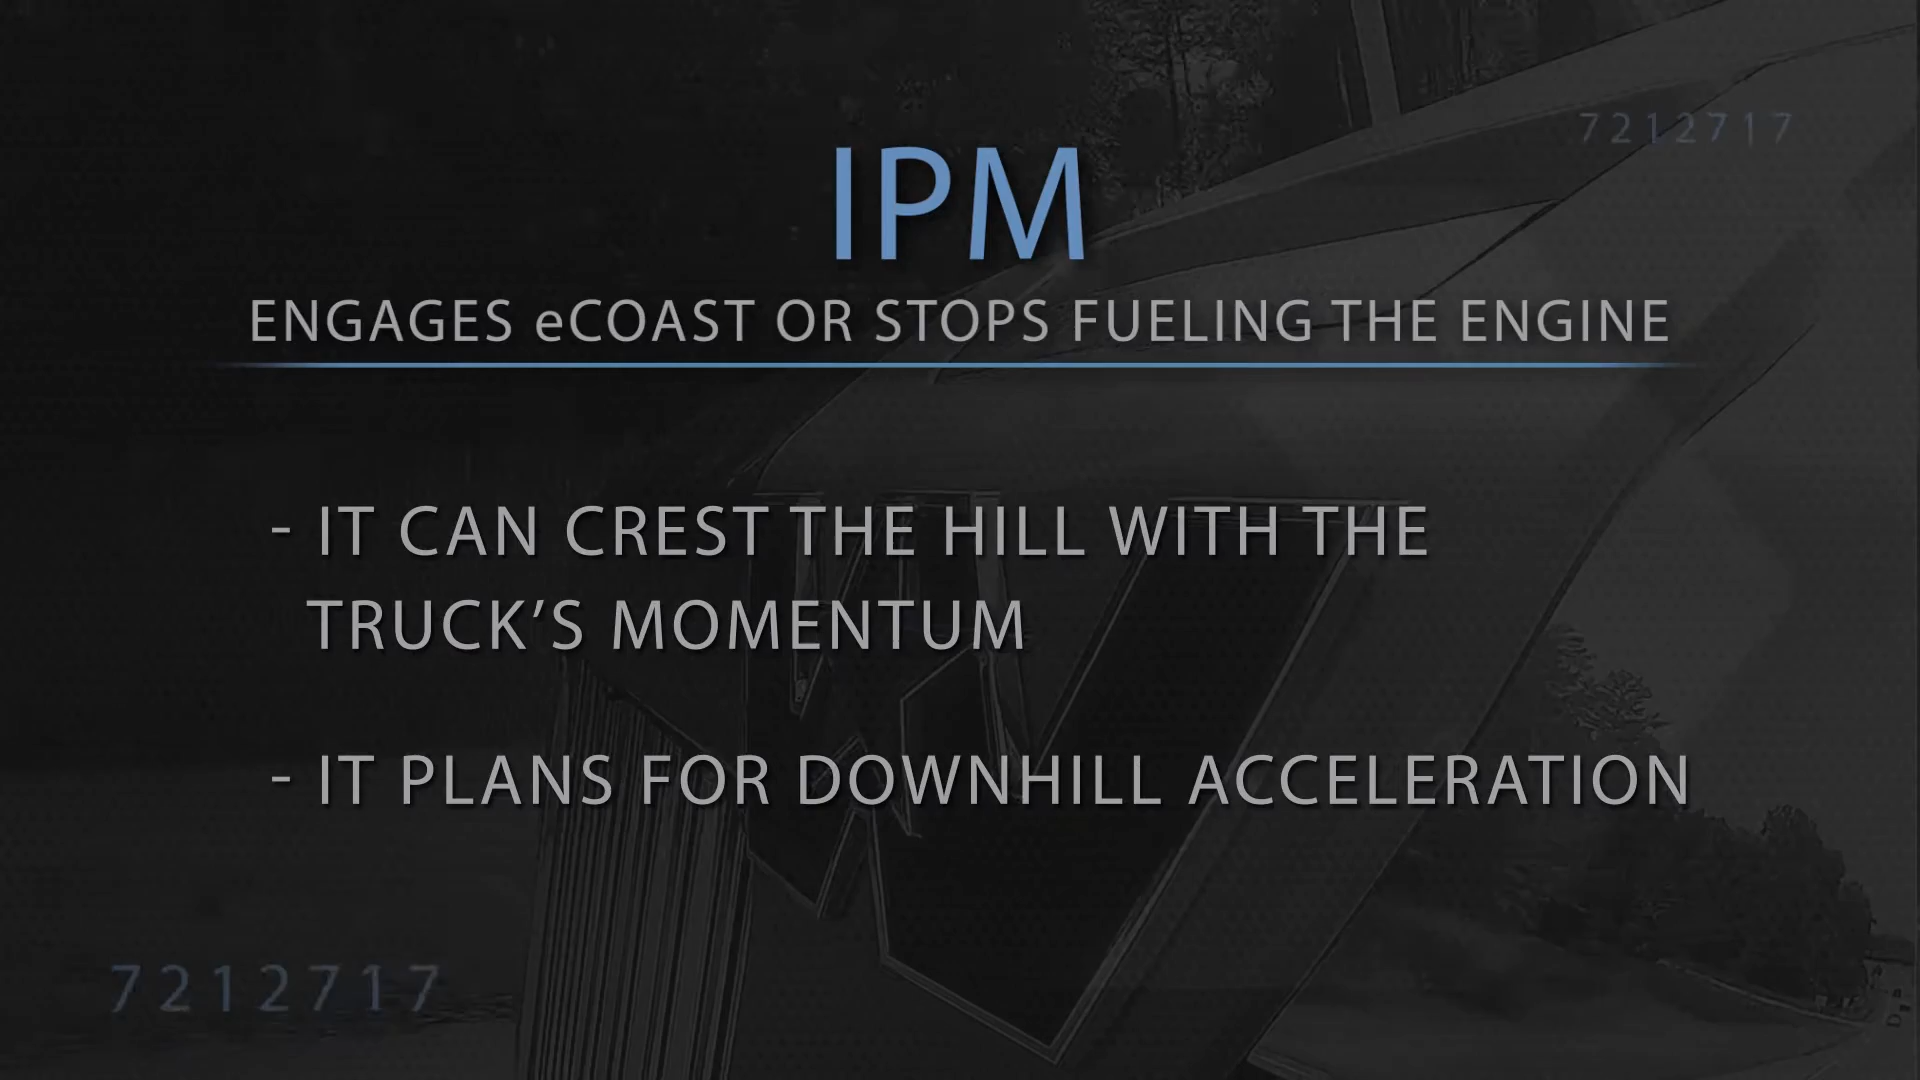 7212717
IPM
ENGAGES eCOAST OR STOPS FUELING THE ENGINE
- IT CAN CREST THE HILL WITH THE
TRUCK'S MOMENTUM
- IT PLANS FOR DOWNHILL ACCELERATION
7212717